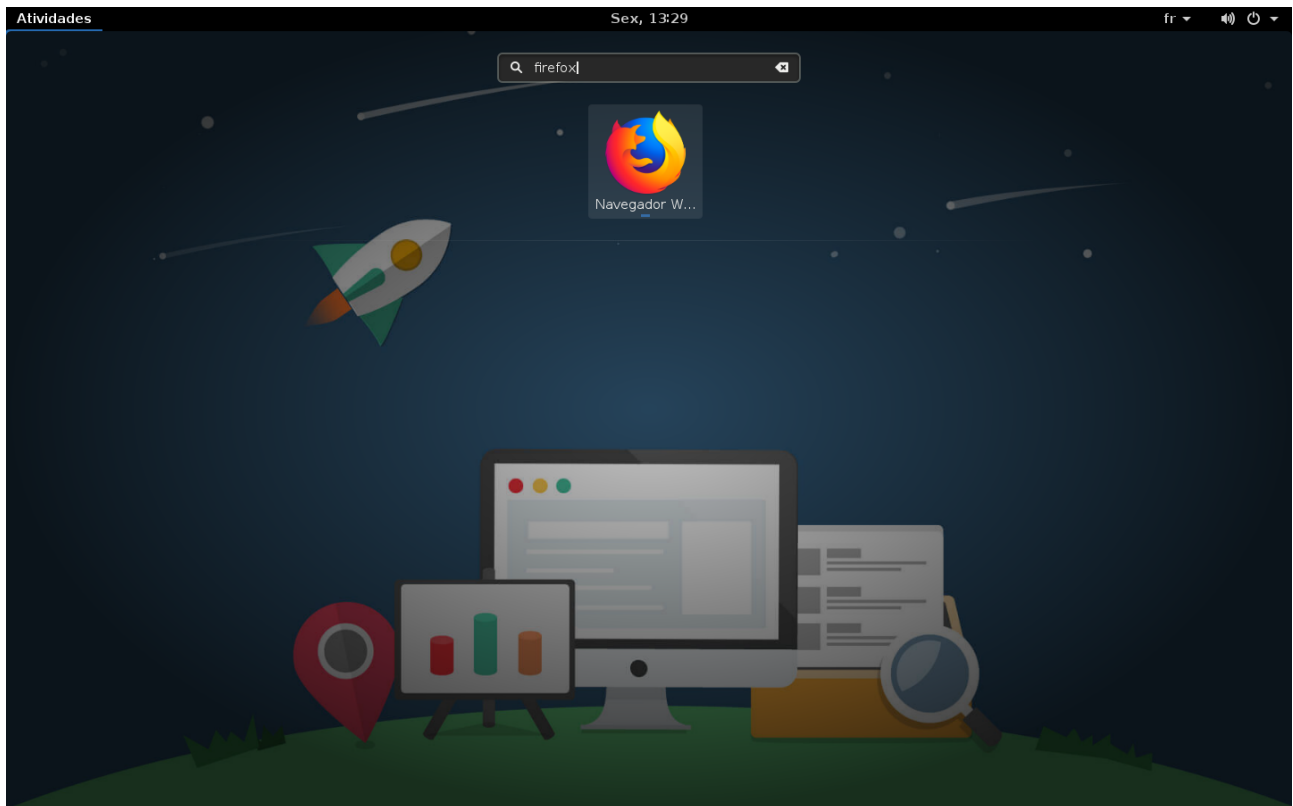 Atividades
Sex, 13:29
fr
firefox
Navegador W...